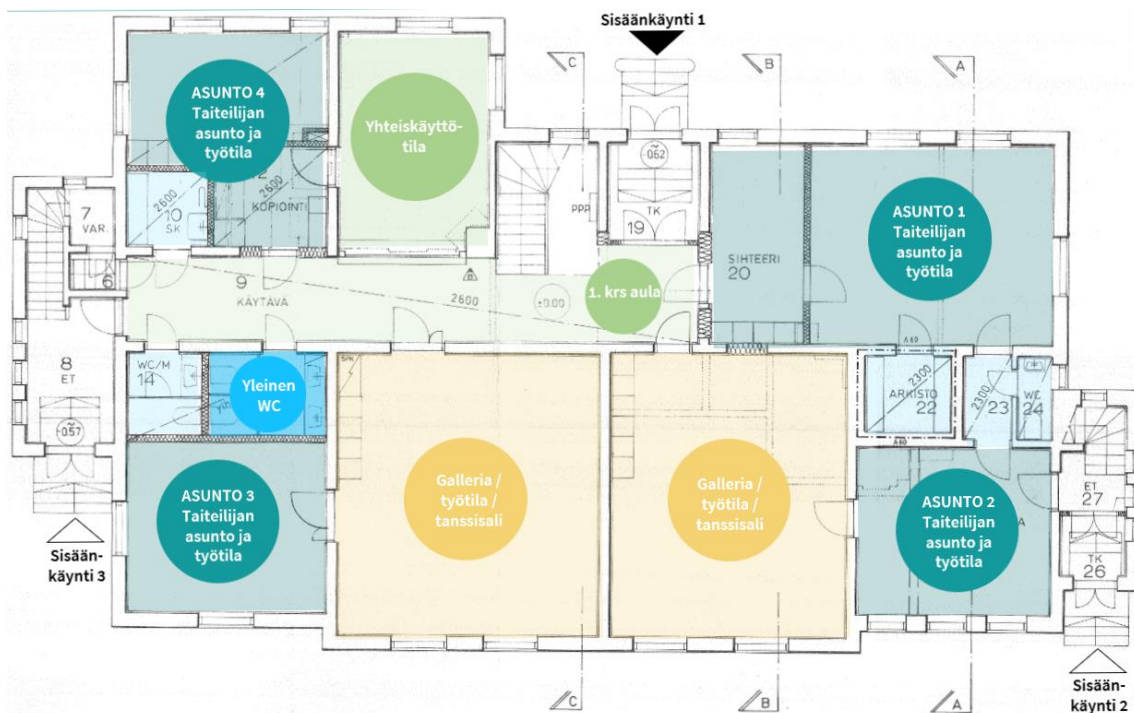 Sisäänkäynti 1
C
B
A
ASUNTO 4
Taiteilijan
asunto ja
työtila
Yhteiskäyttö-
tila
-0.62
TK
19
PPP
ASUNTO 1
Taiteilijan
asunto ja
työtila
SIHTEERI
20
7
VAR.
6
2600
10
SK
2600
KOPIOINTI
9
KÄYTÄVÄ
2600
±0.00
1. krs aula
8
ET
-0.57
WC/M
14
Yleinen
WC
A60
2300
ARKISTO
22
A60
2300
23
WC
24
ASUNTO 3
Taiteilijan
asunto ja
työtila
Galleria /
työtila /
tanssisali
Galleria /
työtila /
tanssisali
ASUNTO 2
Taiteilijan
asunto ja
työtila
ET
27
TK
26
Sisään-
käynti 3
Sisään-
käynti 2
C
B
A